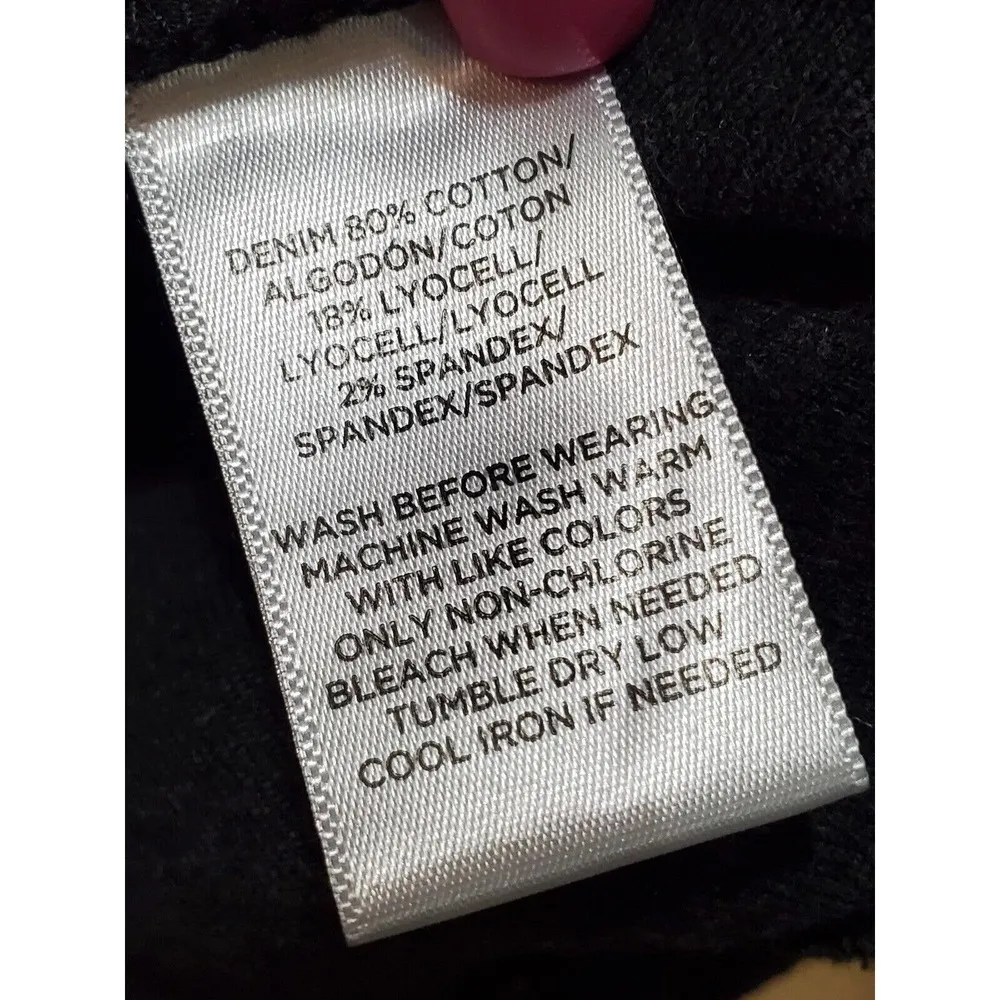 DENIM 80% COTTON/
ALGODÓN/COTON
18% LYOCELL/
LYOCELL/LYOCELL
2% SPANDEX/
SPANDEX/SPANDEX
WASH BEFORE WEARING
MACHINE WASH WARM
WITH LIKE COLORS
ONLY NON-CHLORINE
BLEACH WHEN NEEDED
TUMBLE DRY LOW
COOL IRON IF NEEDED